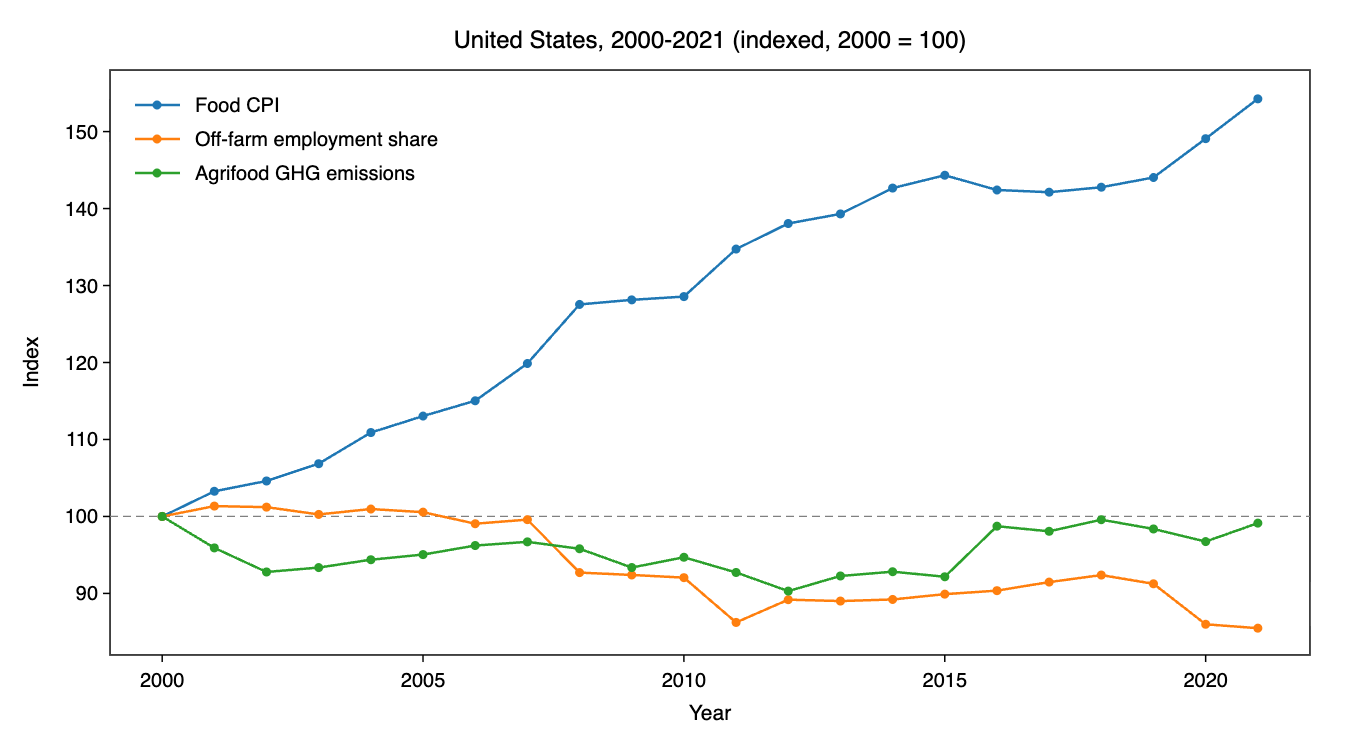 United States, 2000-2021 (indexed, 2000 = 100)
Food CPI
Off-farm employment share
Agrifood GHG emissions
150
140
130
120
110
100
90
Index
2000 2005 2010 2015 2020
Year